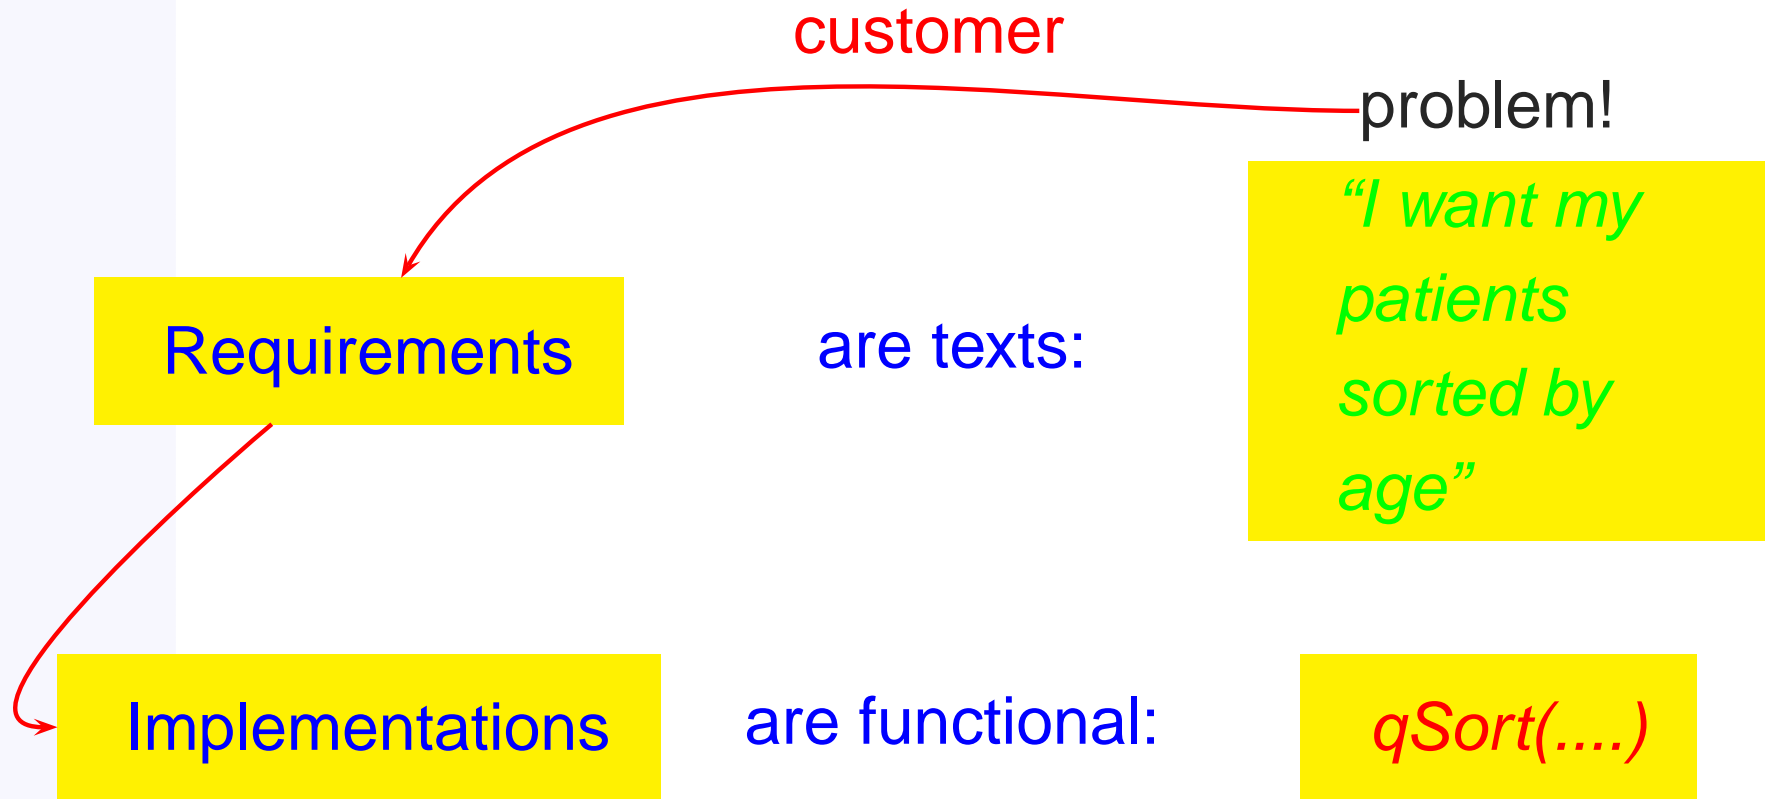 customer
problem!
“I want my
patients
sorted by
age”
Requirements
are texts:
Implementations
are functional:
qSort(....)